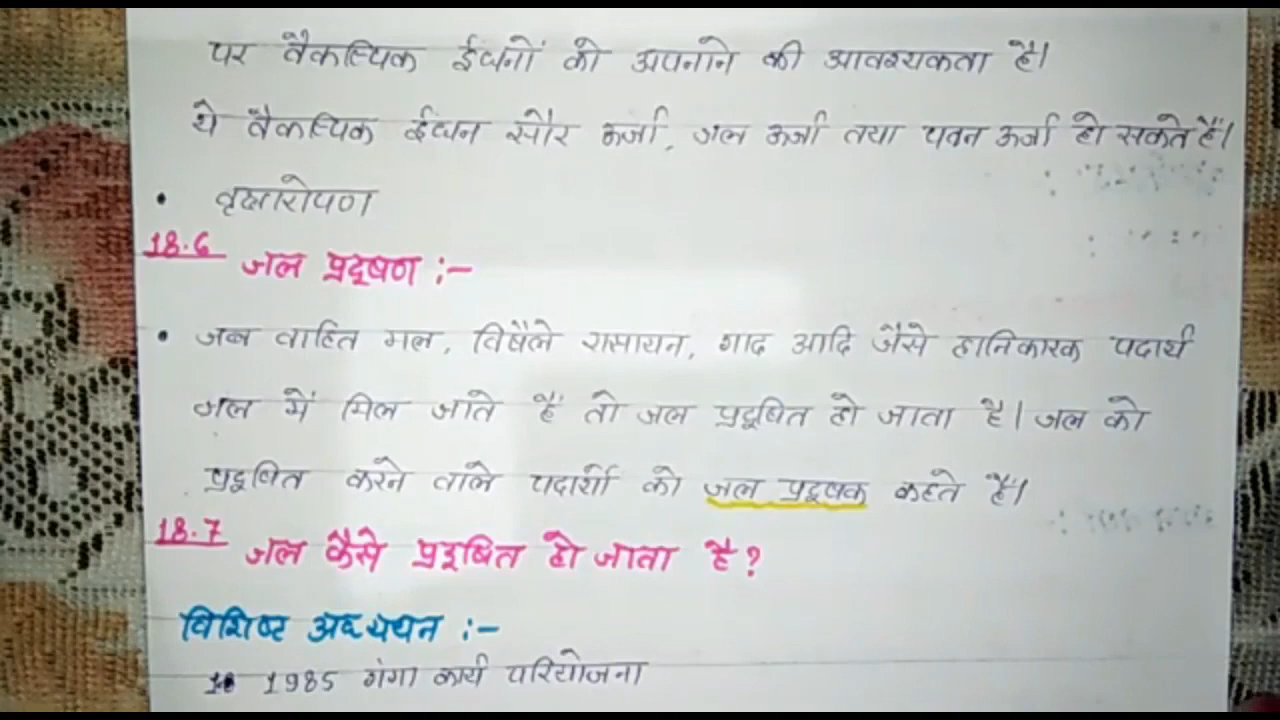 पर वैकल्पिक ईंधनों को अपनाने की आवश्यकता है।
ये वैकल्पिक ईंधन सौर ऊर्जा, जल ऊर्जा तथा पवन ऊर्जा हो सकते हैं।
• वृक्षारोपण
18.6 जल प्रदूषण :-
• जब वाहित मल, विषैले रासायन, गाद आदि जैसे हानिकारक पदार्थ
जल में मिल जाते हैं तो जल प्रदूषित हो जाता है। जल को
प्रदूषित करने वाले पदार्थो को जल प्रदूषक कहते हैं।
18.7 जल कैसे प्रदूषित हो जाता है?
विशिष्ट अध्ययन :-
1• 1985 गंगा कार्य परियोजना